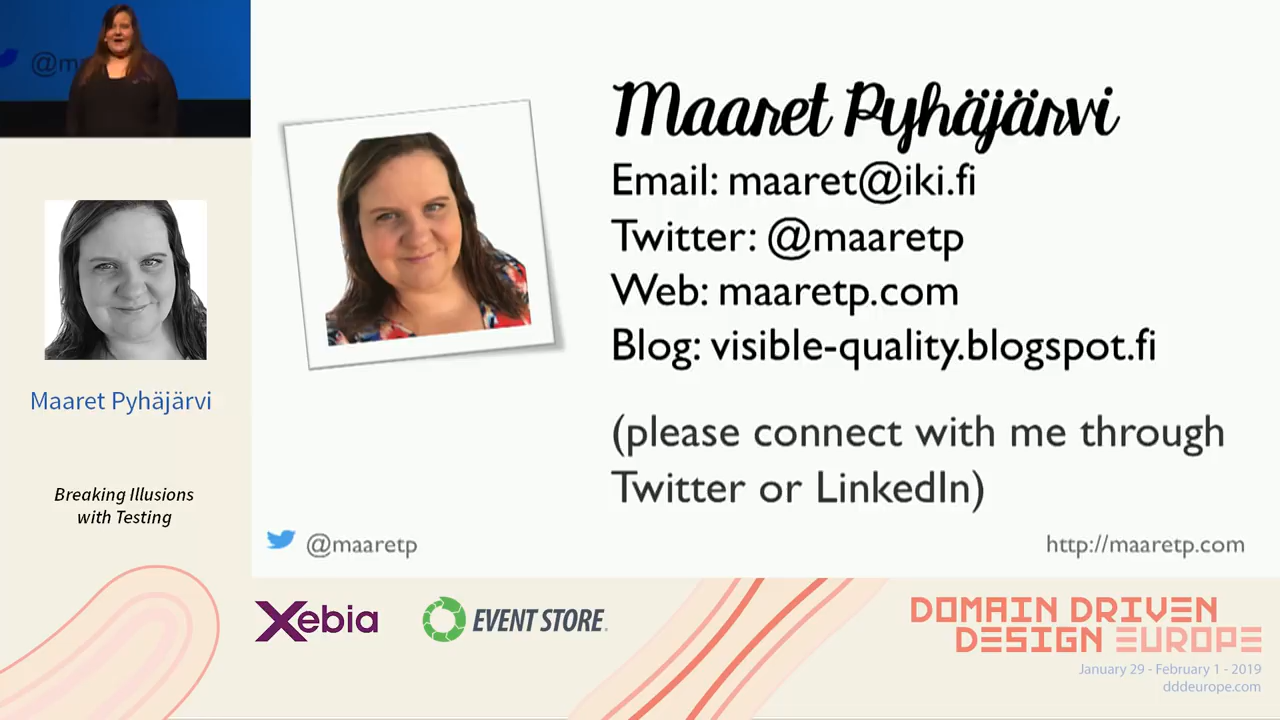 @m
Maaret Pyhäjärvi
Email: maaret@iki.fi
Twitter: @maaretp
Web: maaretp.com
Blog: visible-quality.blogspot.fi
(please connect with me through
Twitter or LinkedIn)
@maaretp
http://maaretp.com
Maaret Pyhäjärvi
Breaking Illusions
with Testing
Xebia
EVENT STORE
DOMAIN DRIVEN
DESIGN EUROPE
January 29 - February 1 - 2019
dddeurope.com